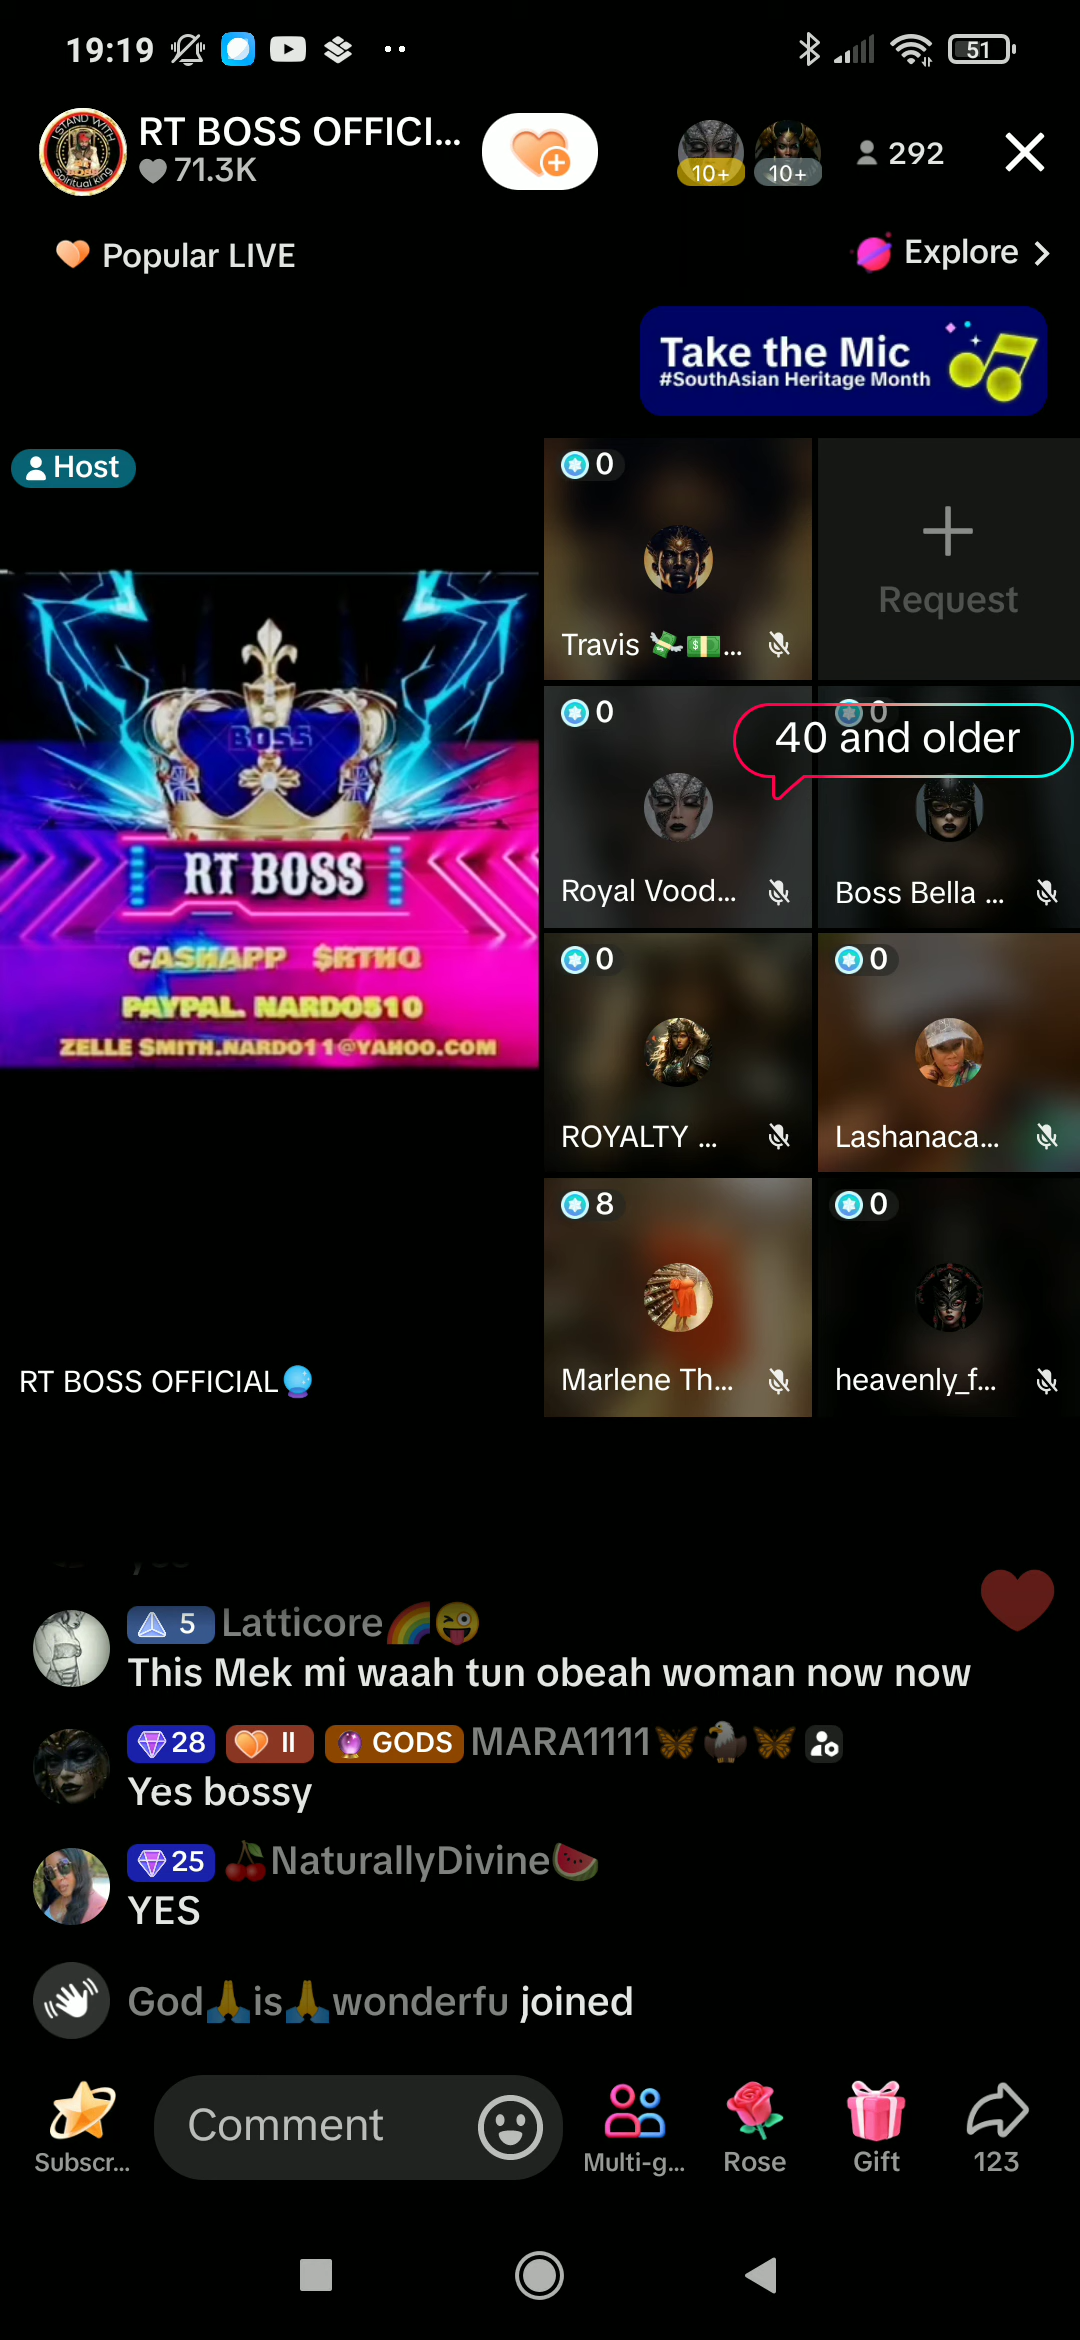 19:19
51
RT BOSS OFFICI...
71.3K
10+
10+
292
Popular LIVE
Explore
Take the Mic
#SouthAsian Heritage Month
Host
0
Travis 💸💵...
Request
0
0
40 and older
Royal Vood...
Boss Bella ...
BOSS
RT BOSS
CASHAPP $RTHQ
PAYPAL. NARDO510
ZELLE SMITH.NARDO11@YAHOO.COM
0
0
ROYALTY ...
Lashanaca...
8
0
Marlene Th...
heavenly_f...
RT BOSS OFFICIAL🔮
5 Latticore🌈😜
This Mek mi waah tun obeah woman now now
28 II GODS MARA1111🦋🦅🦋
Yes bossy
25 🍒NaturallyDivine🍉
YES
God🙏is🙏wonderfu joined
Comment
Subscr...
Multi-g...
Rose
Gift
123